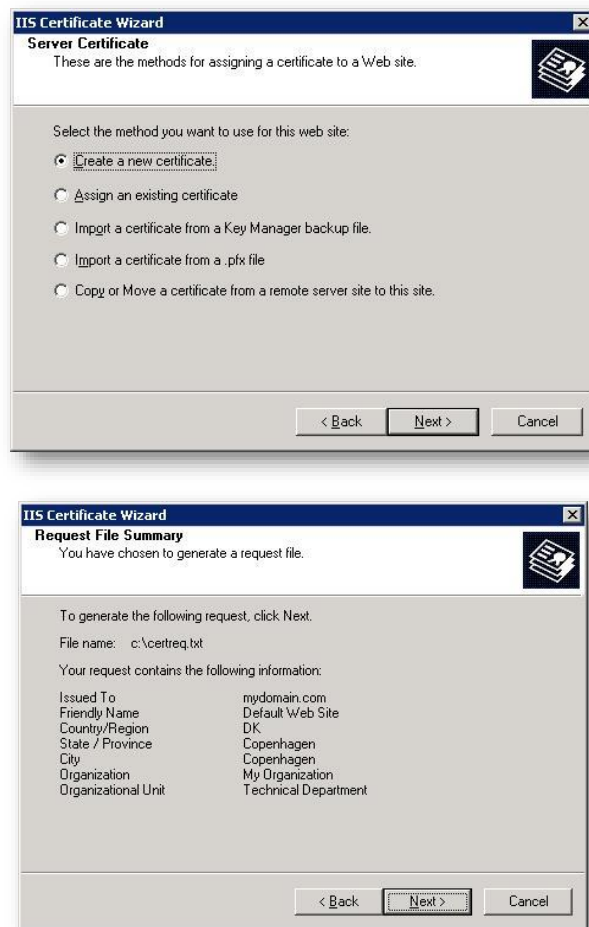 IIS Certificate Wizard
Server Certificate
These are the methods for assigning a certificate to a Web site.
Select the method you want to use for this web site:
Create a new certificate.
Assign an existing certificate
Import a certificate from a Key Manager backup file.
Import a certificate from a .pfx file
Copy or Move a certificate from a remote server site to this site.
< Back Next > Cancel
IIS Certificate Wizard
Request File Summary
You have chosen to generate a request file.
To generate the following request, click Next.
File name: c:\certreq.txt
Your request contains the following information:
Issued To mydomain.com
Friendly Name Default Web Site
Country/Region DK
State / Province Copenhagen
City Copenhagen
Organization My Organization
Organizational Unit Technical Department
< Back Next > Cancel